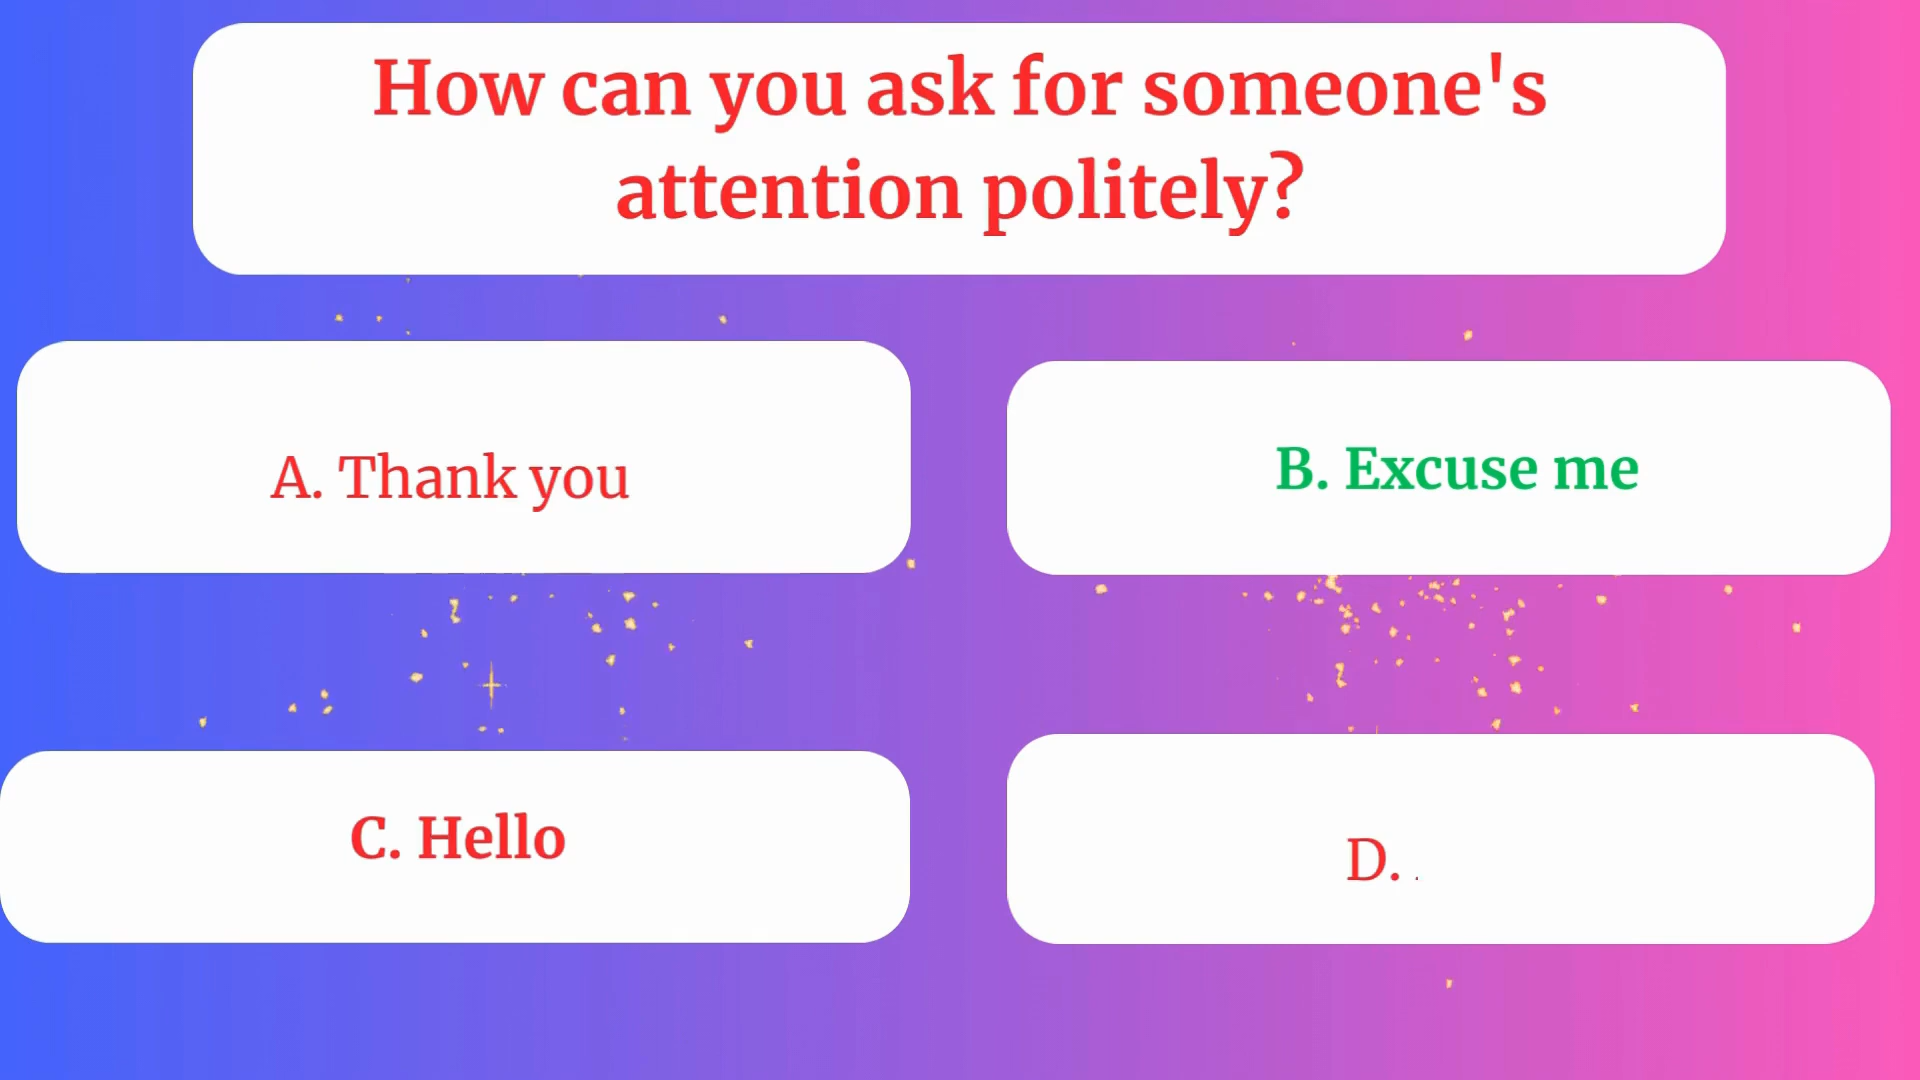 How can you ask for someone's
attention politely?
A. Thank you
B. Excuse me
C. Hello
D. .